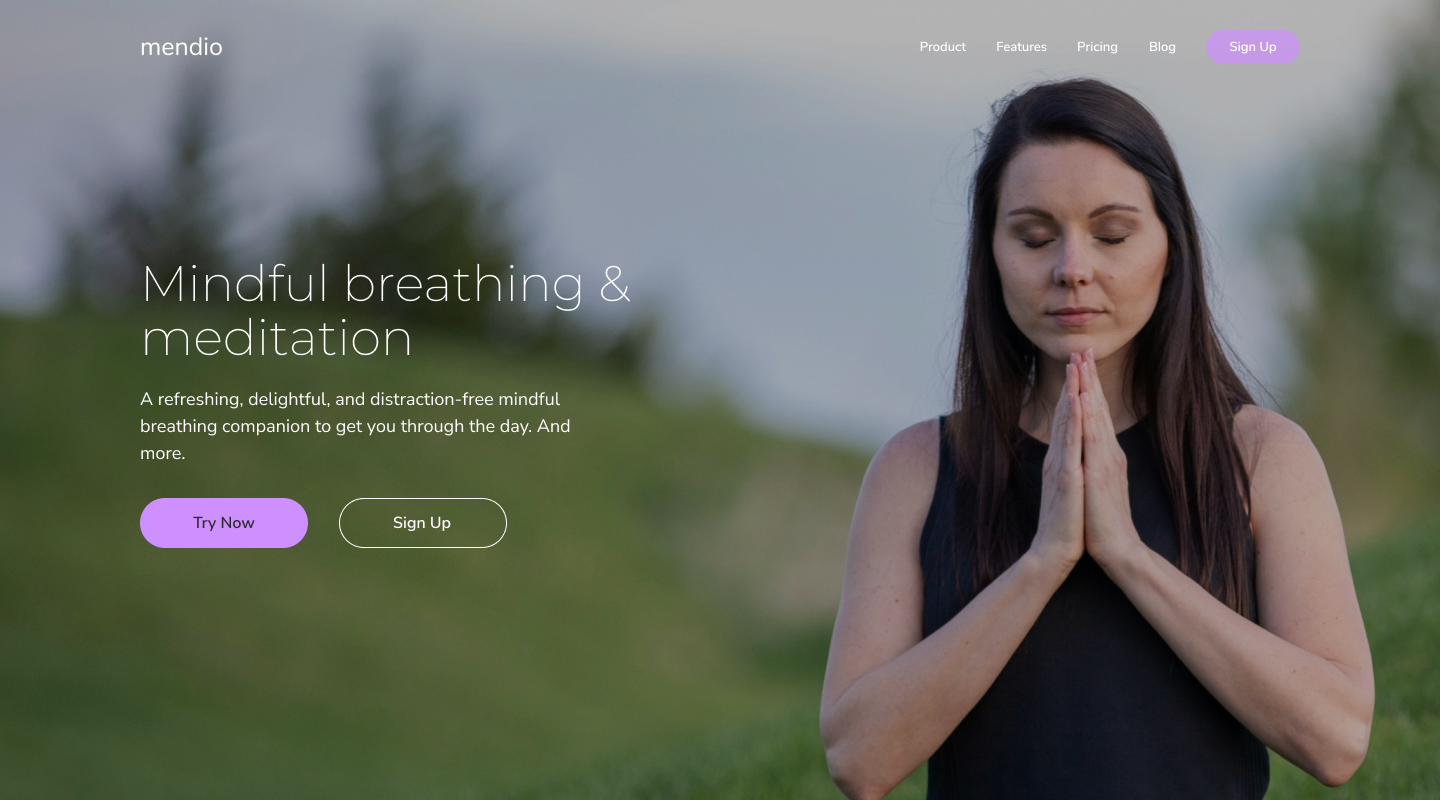 mendio
Product
Features
Pricing
Blog
Sign Up
Mindful breathing &
meditation
A refreshing, delightful, and distraction-free mindful
breathing companion to get you through the day. And
more.
Try Now
Sign Up